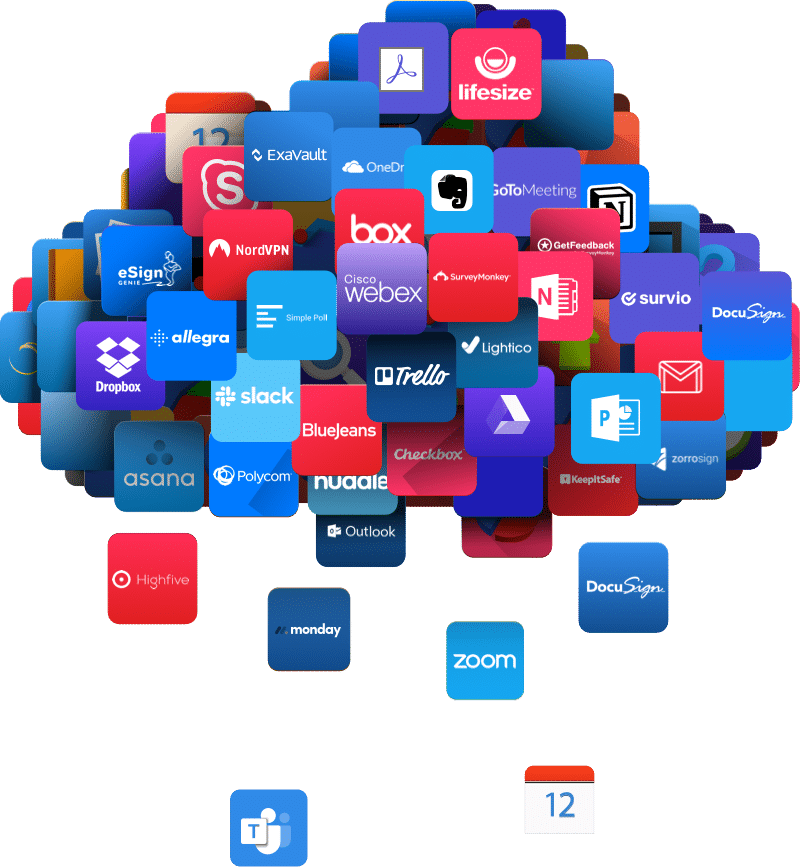 lifesize
12
S
ExaVault
OneDr
GoToMeeting
N
box
NordVPN
GetFeedback
eSign
GENIE
Cisco
webex
SurveyMonkey
N
survio
DocuSign
Simple Poll
allegra
Lightico
Dropbox
Trello
slack
BlueJeans
P
Checkbox
zorrosign
asana
Polycom
huddle
KeepItSafe
Outlook
Highfive
DocuSign
monday
zoom
T
12